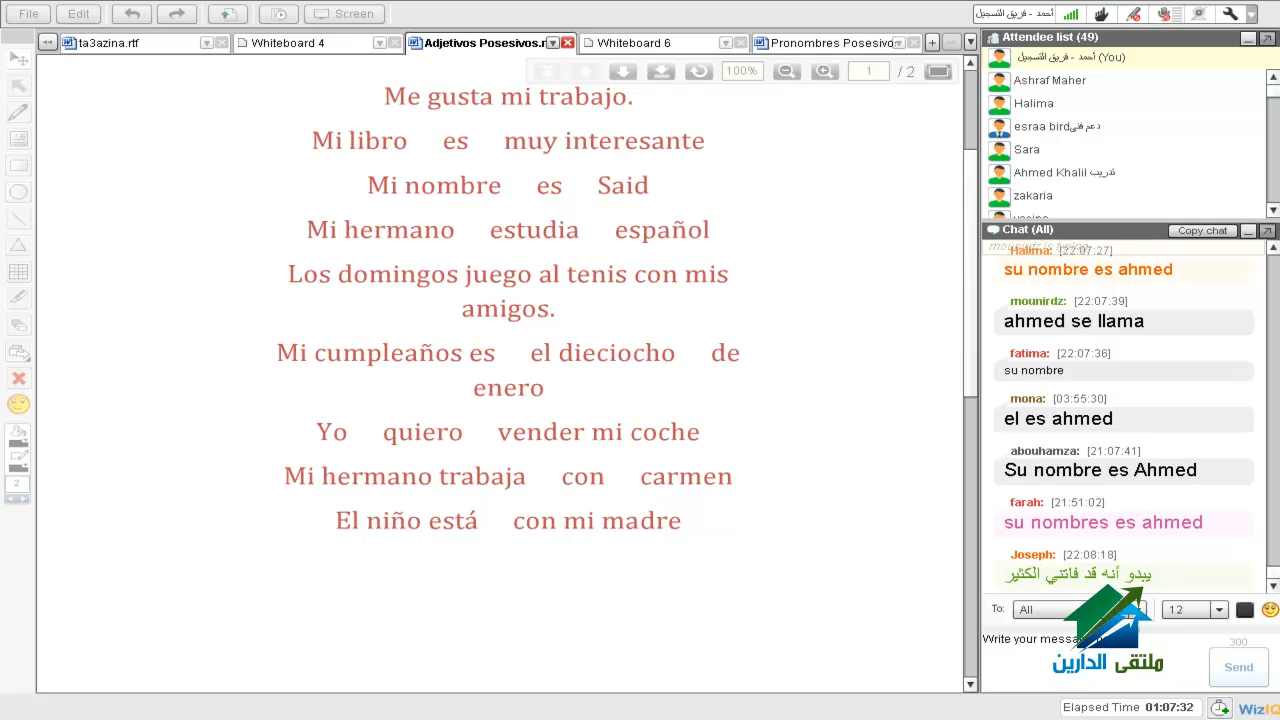 File
Edit
Screen
أحمد - فريق التسجيل
ta3azina.rtf
Whiteboard 4
Adjetivos Posesivos.r
Whiteboard 6
Pronombres Posesivo
100%
1
/ 2
Me gusta mi trabajo.
Mi libro es muy interesante
Mi nombre es Said
Mi hermano estudia español
Los domingos juego al tenis con mis
amigos.
Mi cumpleaños es el dieciocho de
enero
Yo quiero vender mi coche
Mi hermano trabaja con carmen
El niño está con mi madre
2
Attendee list (49)
أحمد - فريق التسجيل (You)
Ashraf Maher
Halima
esraa bird دعم فنى
Sara
Ahmed Khalil تدريب
zakaria
Chat (All)
Copy chat
mounirdz is typing
Halima: [22:07:27]
su nombre es ahmed
mounirdz: [22:07:39]
ahmed se llama
fatima: [22:07:36]
su nombre
mona: [03:55:30]
el es ahmed
abouhamza: [21:07:41]
Su nombre es Ahmed
farah: [21:51:02]
su nombres es ahmed
Joseph: [22:08:18]
يبدو أنه قد فاتني الكثير
To:
All
12
Write your messa
300
Send
ملتقى الدارين
Elapsed Time 01:07:32
WizIQ